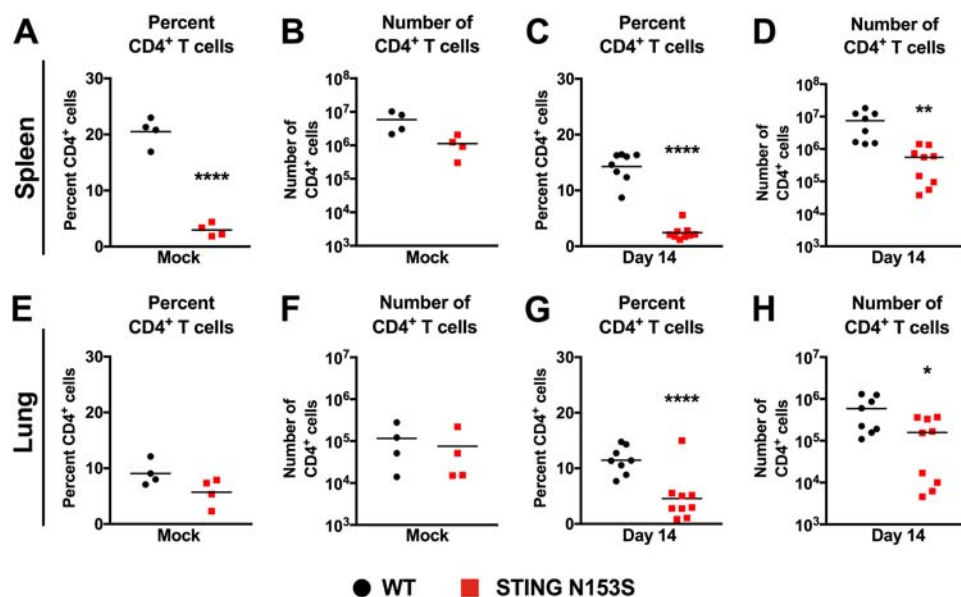 A
Percent
CD4+ T cells
Percent CD4+ cells
30
20
10
0
****
Mock
B
Number of
CD4+ T cells
Number of
CD4+ cells
10^8
10^7
10^6
10^5
10^4
10^3
Mock
C
Percent
CD4+ T cells
Percent CD4+ cells
30
20
10
0
****
Day 14
D
Number of
CD4+ T cells
Number of
CD4+ cells
10^8
10^7
10^6
10^5
10^4
10^3
**
Day 14
Spleen
E
Percent
CD4+ T cells
Percent CD4+ cells
30
20
10
0
Mock
F
Number of
CD4+ T cells
Number of
CD4+ cells
10^7
10^6
10^5
10^4
10^3
Mock
G
Percent
CD4+ T cells
Percent CD4+ cells
30
20
10
0
****
Day 14
H
Number of
CD4+ T cells
Number of
CD4+ cells
10^7
10^6
10^5
10^4
10^3
*
Day 14
Lung
WT
STING N153S